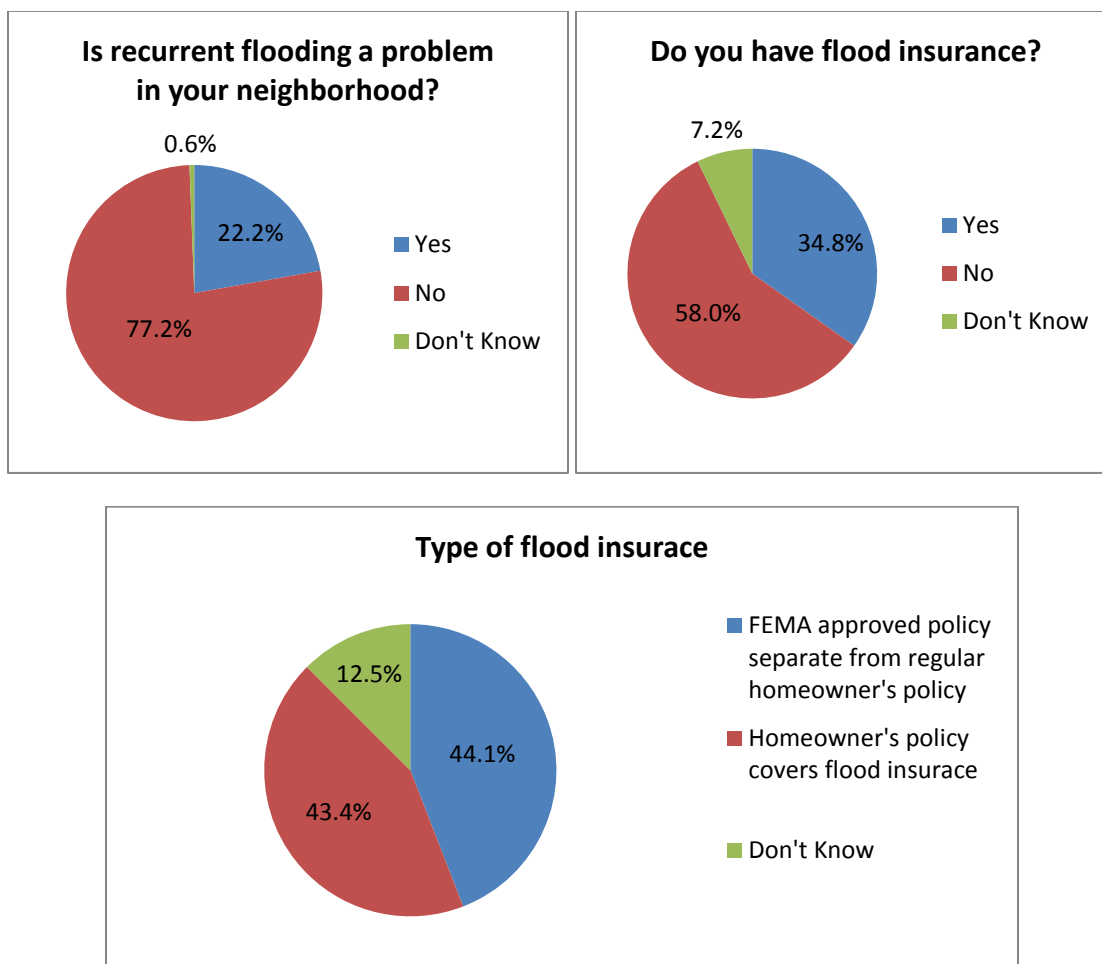 Is recurrent flooding a problem
in your neighborhood?
0.6%
22.2%
77.2%
Yes
No
Don't Know
Do you have flood insurance?
7.2%
34.8%
58.0%
Yes
No
Don't Know
Type of flood insurace
12.5%
44.1%
43.4%
FEMA approved policy
separate from regular
homeowner's policy
Homeowner's policy
covers flood insurace
Don't Know